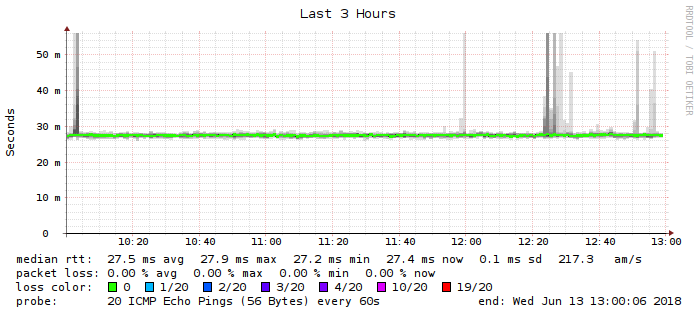 Last 3 Hours
RRDTOOL / TOBI OETIKER
Seconds
50 m
40 m
30 m
20 m
10 m
0
10:20 10:40 11:00 11:20 11:40 12:00 12:20 12:40 13:00
median rtt: 27.5 ms avg 27.9 ms max 27.2 ms min 27.4 ms now 0.1 ms sd 217.3 am/s
packet loss: 0.00 % avg 0.00 % max 0.00 % min 0.00 % now
loss color: 0 1/20 2/20 3/20 4/20 10/20 19/20
probe: 20 ICMP Echo Pings (56 Bytes) every 60s end: Wed Jun 13 13:00:06 2018